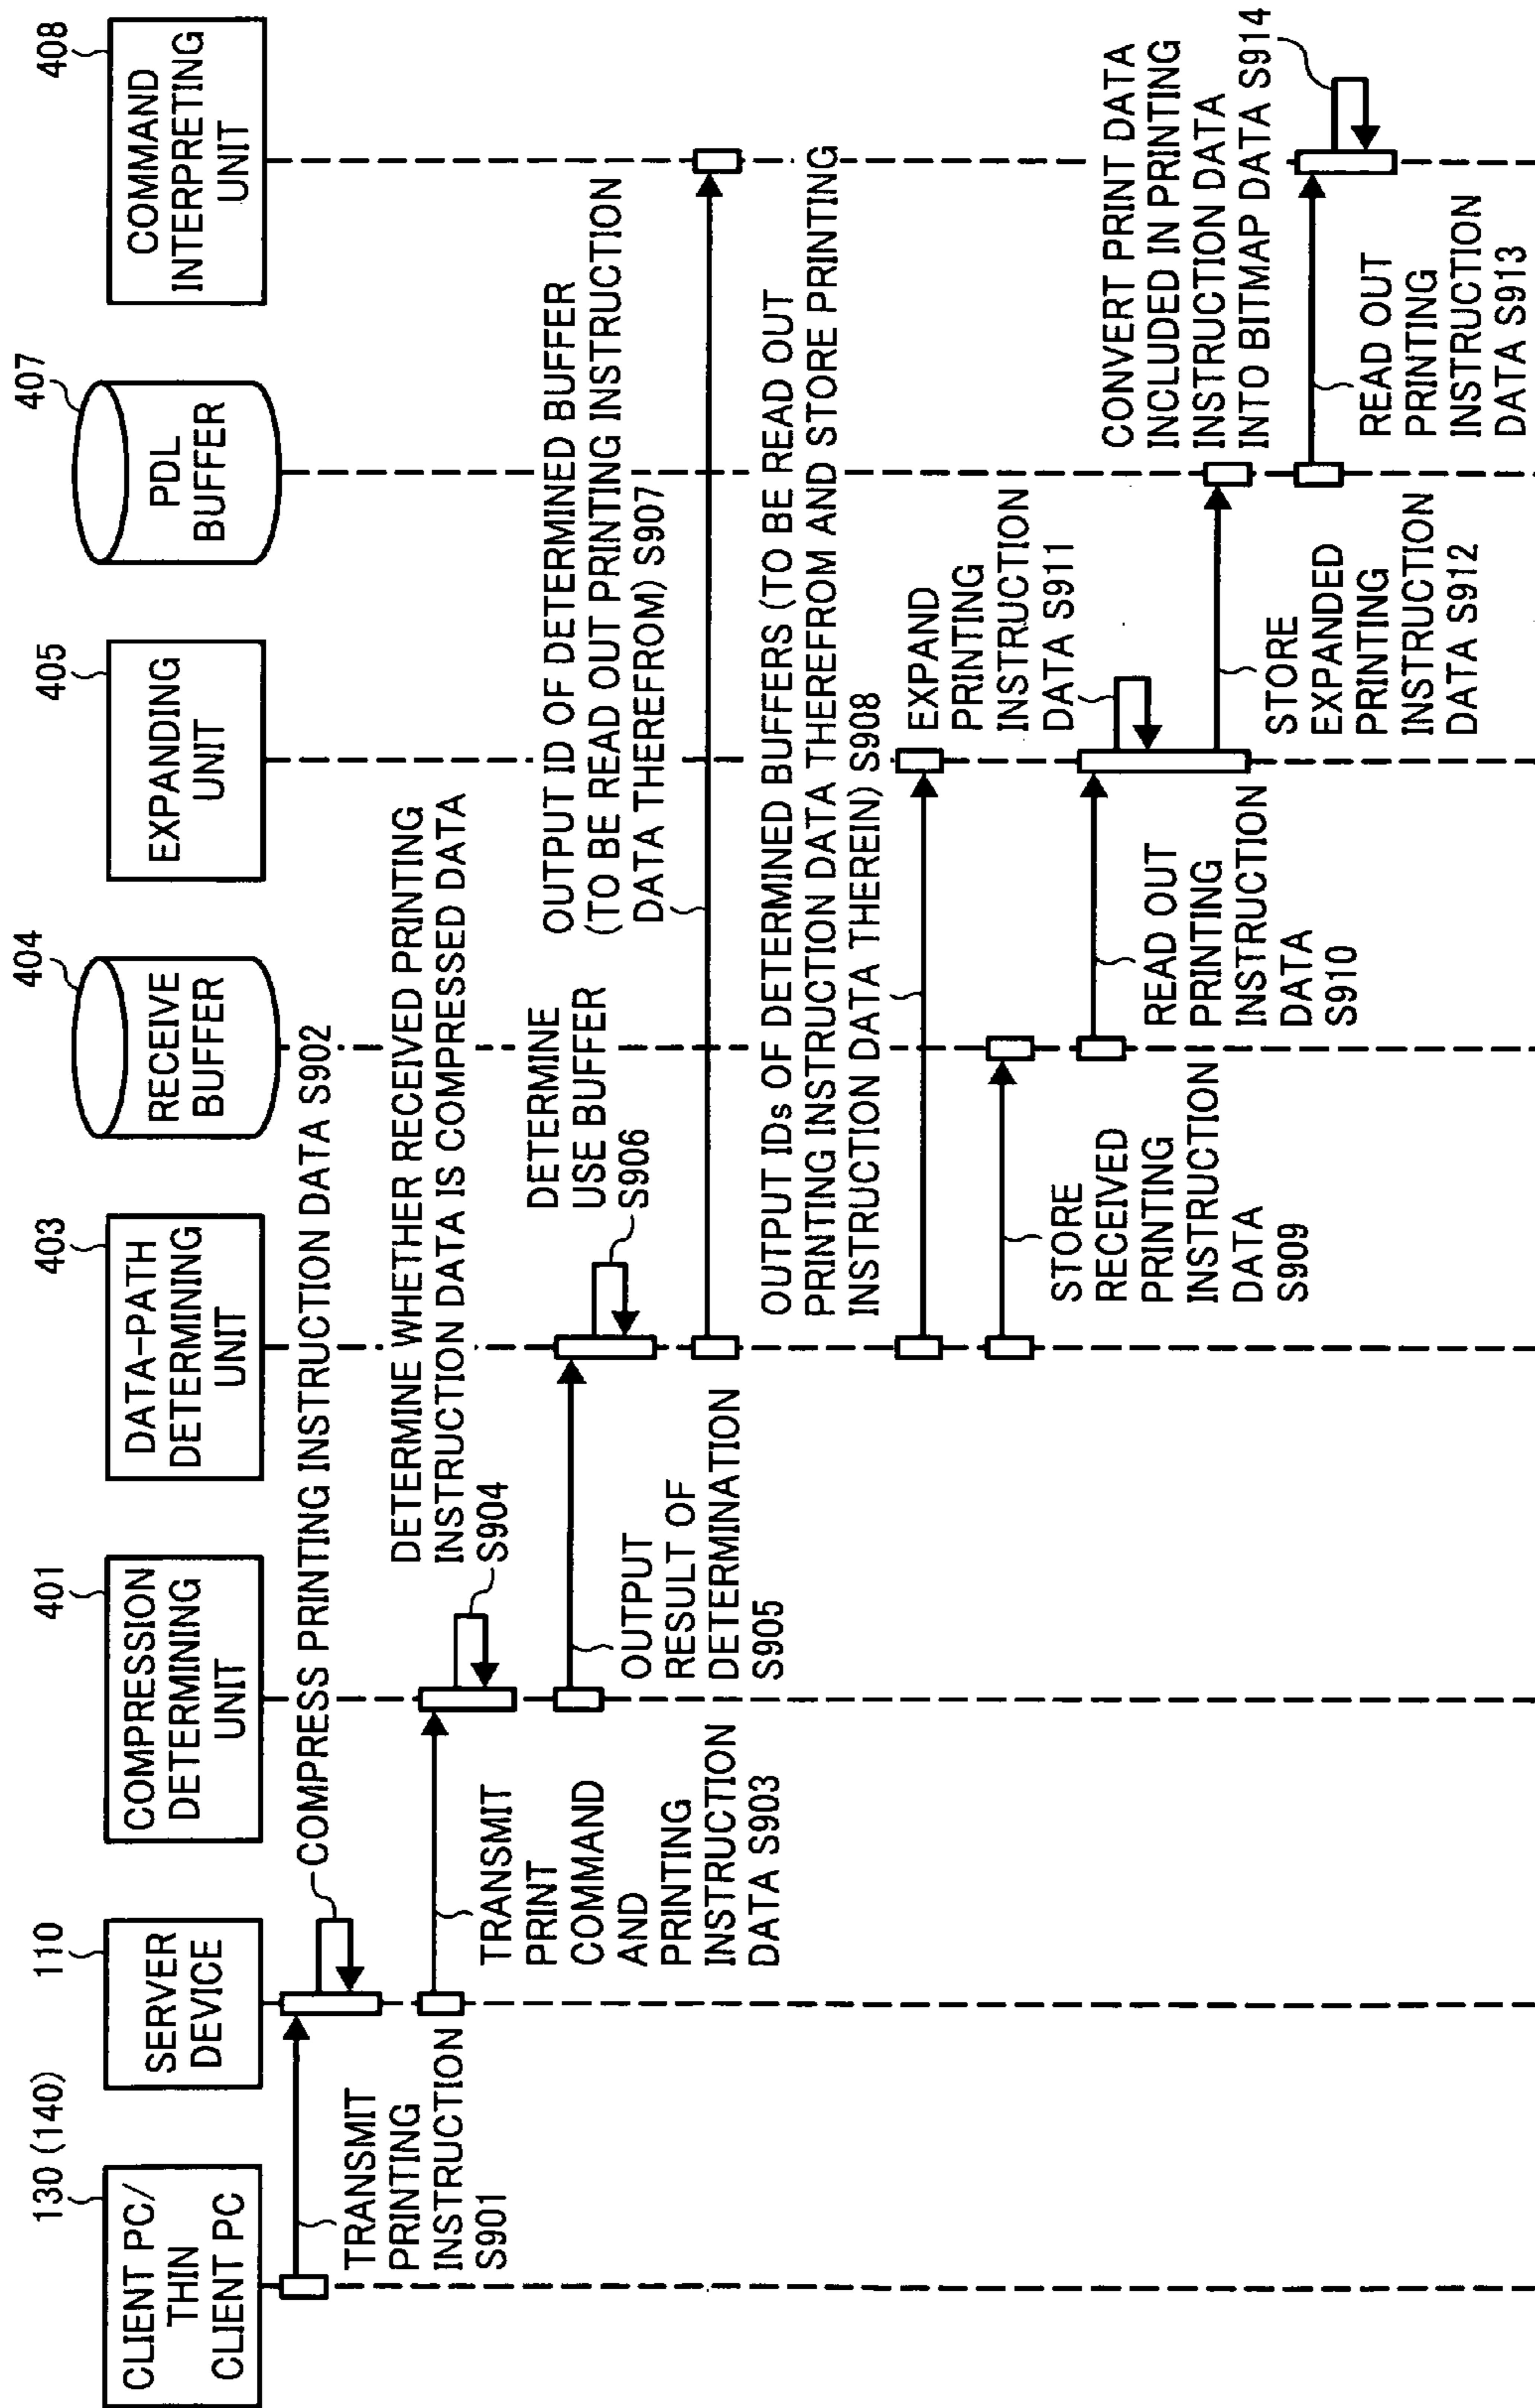 130 (140)
CLIENT PC/
THIN
CLIENT PC
110
SERVER
DEVICE
401
COMPRESSION
DETERMINING
UNIT
403
DATA-PATH
DETERMINING
UNIT
404
RECEIVE
BUFFER
405
EXPANDING
UNIT
407
PDL
BUFFER
408
COMMAND
INTERPRETING
UNIT
TRANSMIT
PRINTING
INSTRUCTION
S901
COMPRESS PRINTING INSTRUCTION DATA S902
TRANSMIT
PRINT
COMMAND
AND
PRINTING
INSTRUCTION
DATA S903
DETERMINE WHETHER RECEIVED PRINTING
INSTRUCTION DATA IS COMPRESSED DATA
S904
OUTPUT
RESULT OF
DETERMINATION
S905
DETERMINE
USE BUFFER
S906
OUTPUT ID OF DETERMINED BUFFER
(TO BE READ OUT PRINTING INSTRUCTION
DATA THEREFROM) S907
OUTPUT IDs OF DETERMINED BUFFERS (TO BE READ OUT
PRINTING INSTRUCTION DATA THEREFROM AND STORE PRINTING
INSTRUCTION DATA THEREIN) S908
STORE
RECEIVED
PRINTING
INSTRUCTION
DATA
S909
READ OUT
PRINTING
INSTRUCTION
DATA
S910
EXPAND
PRINTING
INSTRUCTION
DATA S911
STORE
EXPANDED
PRINTING
INSTRUCTION
DATA S912
READ OUT
PRINTING
INSTRUCTION
DATA S913
CONVERT PRINT DATA
INCLUDED IN PRINTING
INSTRUCTION DATA
INTO BITMAP DATA S914